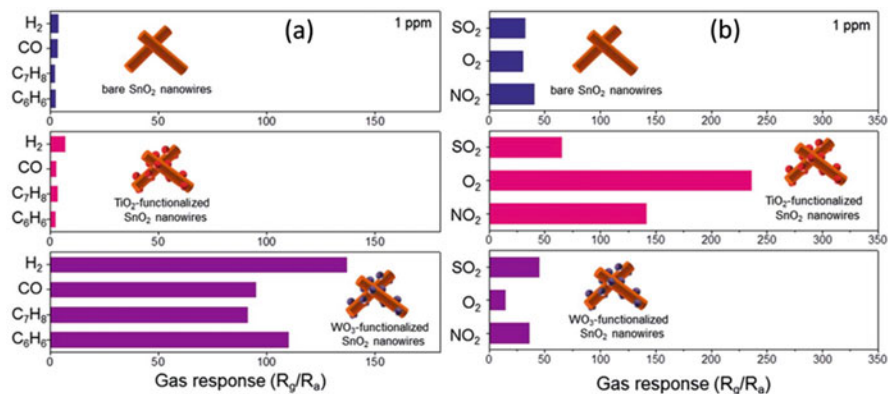 (a)
1 ppm
H₂
CO
C₇H₈
C₆H₆
bare SnO₂ nanowires
0 50 100 150
H₂
CO
C₇H₈
C₆H₆
TiO₂-functionalized
SnO₂ nanowires
0 50 100 150
H₂
CO
C₇H₈
C₆H₆
WO₃-functionalized
SnO₂ nanowires
0 50 100 150
Gas response (Rg/Ra)
(b)
1 ppm
SO₂
O₂
NO₂
bare SnO₂ nanowires
0 50 100 150 200 250 300 350
SO₂
O₂
NO₂
TiO₂-functionalized
SnO₂ nanowires
0 50 100 150 200 250 300 350
SO₂
O₂
NO₂
WO₃-functionalized
SnO₂ nanowires
0 50 100 150 200 250 300 350
Gas response (Rg/Ra)